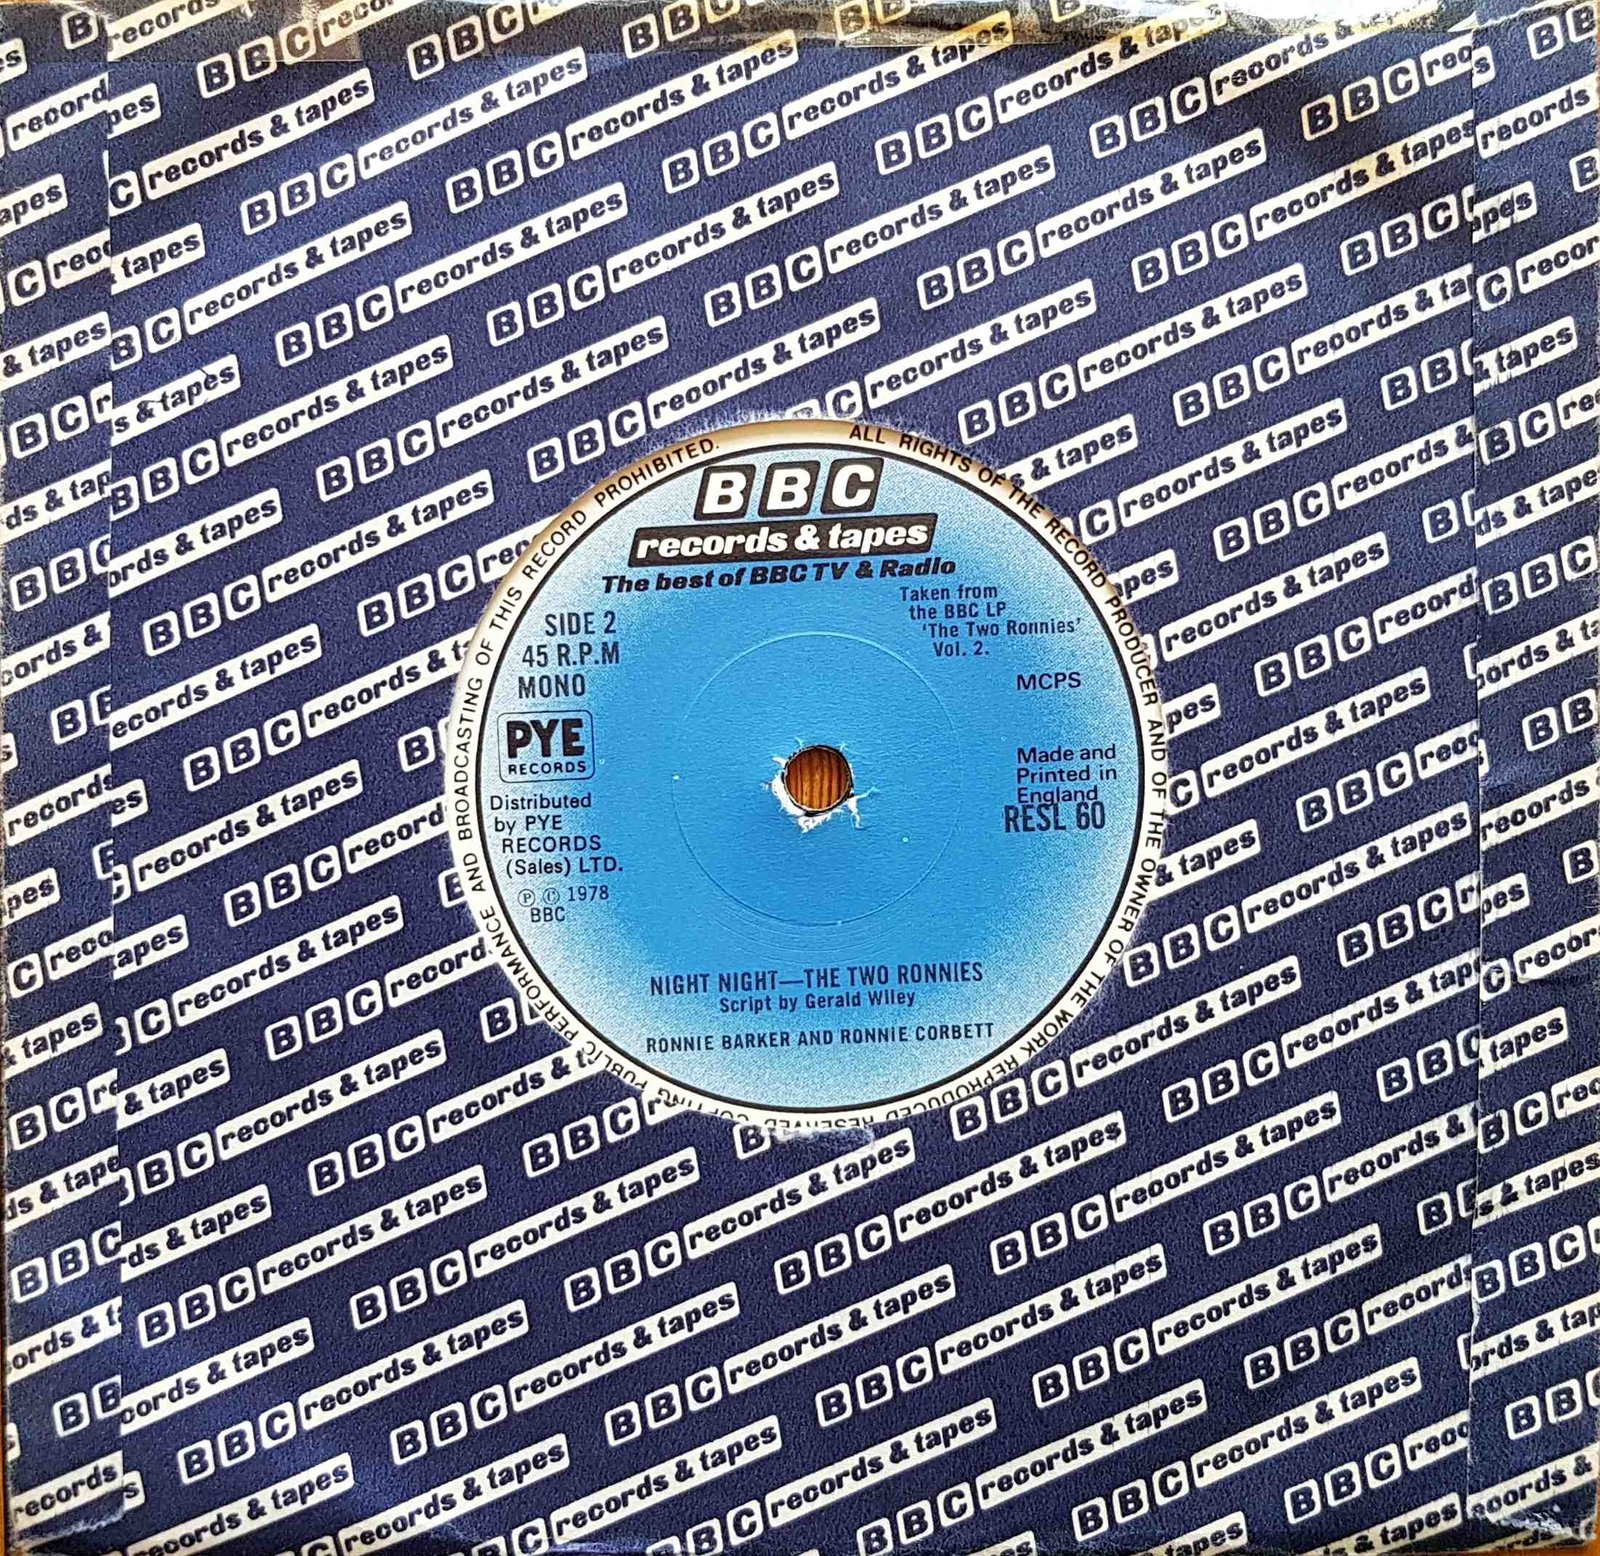 BBC
records & tapes
The best of BBC TV & Radio
SIDE 2
45 R.P.M
MONO
PYE
RECORDS
Distributed
by PYE
RECORDS
(Sales) LTD.
Ⓟ © 1978
BBC
Taken from
the BBC LP
'The Two Ronnies'
Vol. 2.
MCPS
Made and
Printed in
England
RESL 60
NIGHT NIGHT—THE TWO RONNIES
Script by Gerald Wiley
RONNIE BARKER AND RONNIE CORBETT
ALL RIGHTS OF THE RECORD PRODUCER AND OF THE OWNER OF THE WORK REPRODUCED RESERVED COPYING PUBLIC PERFORMANCE AND BROADCASTING OF THIS RECORD PROHIBITED.
BBC records & tapes